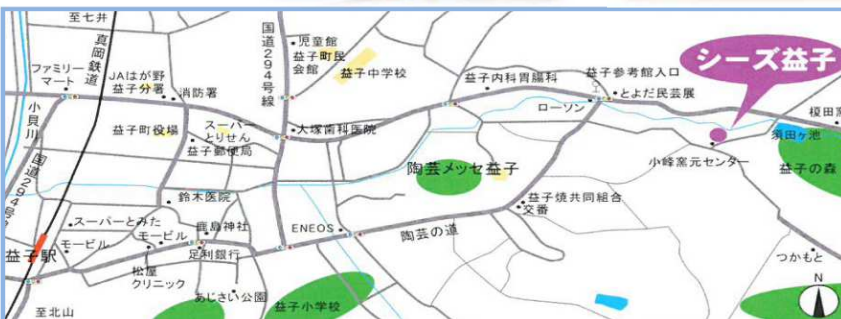 至七井
真岡鉄道
ファミリー
マート
JAはが野
益子分署
消防署
国道294号線
児童館
益子町民
会館
益子中学校
益子内科胃腸科
益子参考館入口
とよだ民芸展
ローソン
シーズ益子
榎田窯
須田ヶ池
小峰窯元センター
益子の森
小貝川
国道294号
益子町役場
スーパー
とりせん
益子郵便局
大塚歯科医院
陶芸メッセ益子
鈴木医院
益子焼共同組合
交番
スーパーとみた
モービル
モービル
鹿島神社
足利銀行
ENEOS
陶芸の道
益子駅
松屋
クリニック
あじさい公園
益子小学校
つかもと
至北山
N